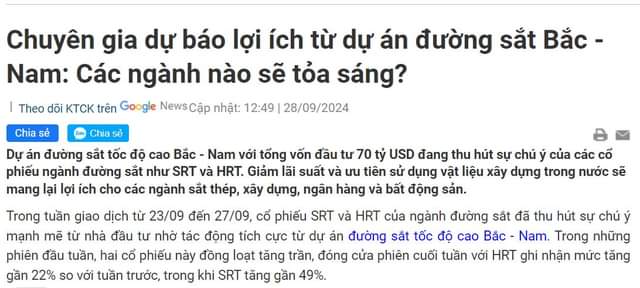 Chuyên gia dự báo lợi ích từ dự án đường sắt Bắc -
Nam: Các ngành nào sẽ tỏa sáng?
| Theo dõi KTCK trên Google News Cập nhật: 12:49 | 28/09/2024
Chia sẻ Chia sẻ
Dự án đường sắt tốc độ cao Bắc - Nam với tổng vốn đầu tư 70 tỷ USD đang thu hút sự chú ý của các cổ
phiếu ngành đường sắt như SRT và HRT. Giảm lãi suất và ưu tiên sử dụng vật liệu xây dựng trong nước sẽ
mang lại lợi ích cho các ngành sắt thép, xây dựng, ngân hàng và bất động sản.
Trong tuần giao dịch từ 23/09 đến 27/09, cổ phiếu SRT và HRT của ngành đường sắt đã thu hút sự chú ý
mạnh mẽ từ nhà đầu tư nhờ tác động tích cực từ dự án đường sắt tốc độ cao Bắc - Nam. Trong những
phiên đầu tuần, hai cổ phiếu này đồng loạt tăng trần, đóng cửa phiên cuối tuần với HRT ghi nhận mức tăng
gần 22% so với tuần trước, trong khi SRT tăng gần 49%.